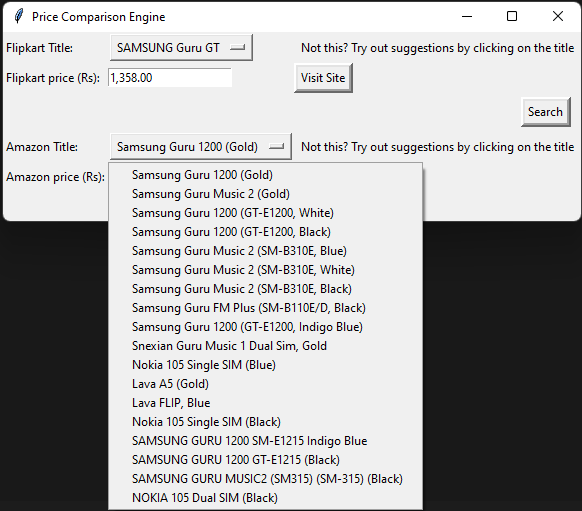 Price Comparison Engine
Flipkart Title: SAMSUNG Guru GT Not this? Try out suggestions by clicking on the title
Flipkart price (Rs): 1,358.00 Visit Site
Search
Amazon Title: Samsung Guru 1200 (Gold) Not this? Try out suggestions by clicking on the title
Amazon price (Rs):
Samsung Guru 1200 (Gold)
Samsung Guru Music 2 (Gold)
Samsung Guru 1200 (GT-E1200, White)
Samsung Guru 1200 (GT-E1200, Black)
Samsung Guru Music 2 (SM-B310E, Blue)
Samsung Guru Music 2 (SM-B310E, White)
Samsung Guru Music 2 (SM-B310E, Black)
Samsung Guru FM Plus (SM-B110E/D, Black)
Samsung Guru 1200 (GT-E1200, Indigo Blue)
Snexian Guru Music 1 Dual Sim, Gold
Nokia 105 Single SIM (Blue)
Lava A5 (Gold)
Lava FLIP, Blue
Nokia 105 Single SIM (Black)
SAMSUNG GURU 1200 SM-E1215 Indigo Blue
SAMSUNG GURU 1200 GT-E1215 (Black)
SAMSUNG GURU MUSIC2 (SM315) (SM-315) (Black)
NOKIA 105 Dual SIM (Black)